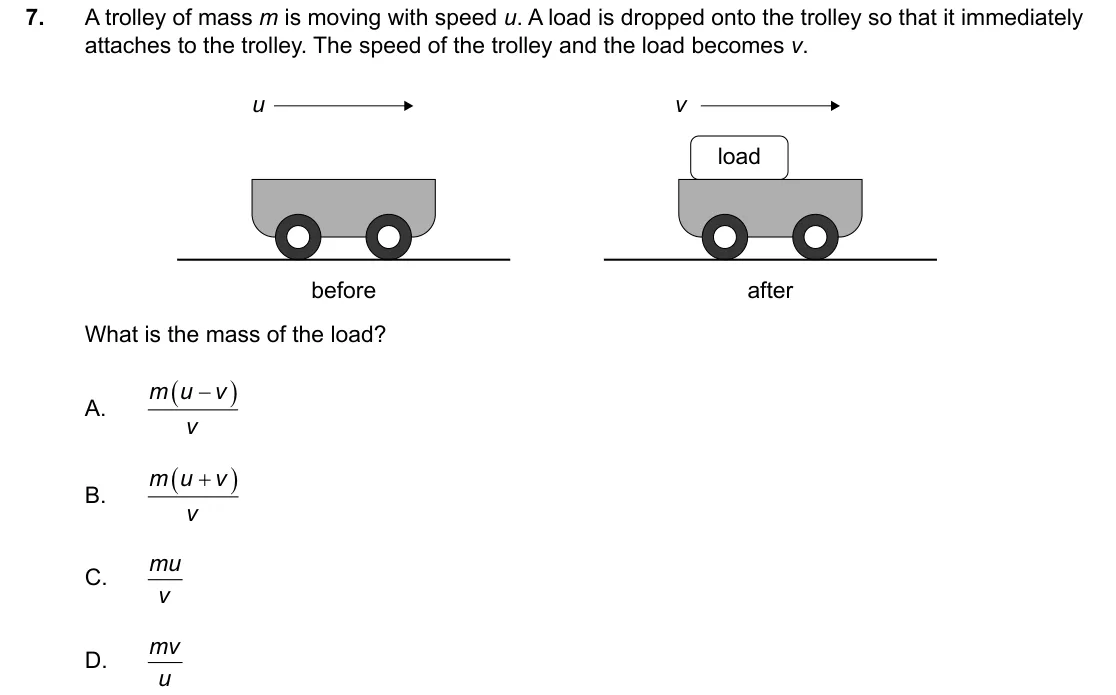 7. A trolley of mass m is moving with speed u. A load is dropped onto the trolley so that it immediately
attaches to the trolley. The speed of the trolley and the load becomes v.
u
v
load
before
after
What is the mass of the load?
A. m(u – v)
v
B. m(u + v)
v
C. mu
v
D. mv
u